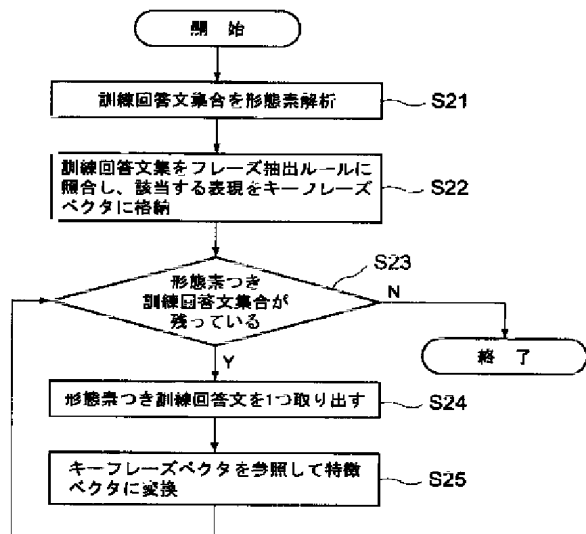 開 始
訓練回答文集合を形態素解析
S21
訓練回答文集をフレーズ抽出ルールに
照合し、該当する表現をキーフレーズ
ベクタに格納
S22
形態素つき
訓練回答文集合が
残っている
S23
N
終 了
Y
形態素つき訓練回答文を1つ取り出す
S24
キーフレーズベクタを参照して特徴
ベクタに変換
S25